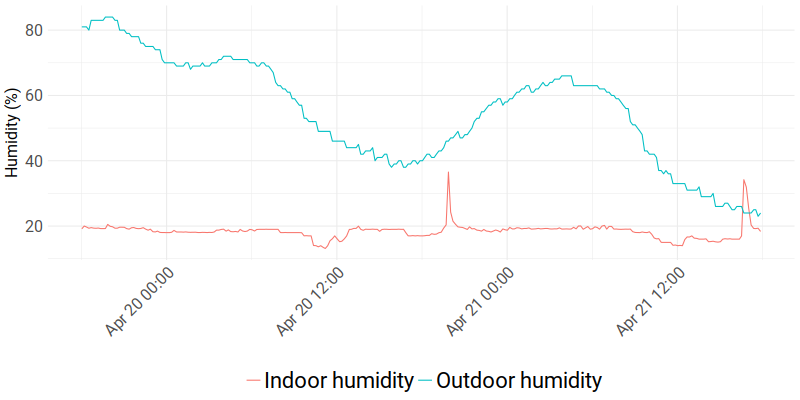 Humidity (%)
80
60
40
20
Apr 20 00:00
Apr 20 12:00
Apr 21 00:00
Apr 21 12:00
Indoor humidity
Outdoor humidity